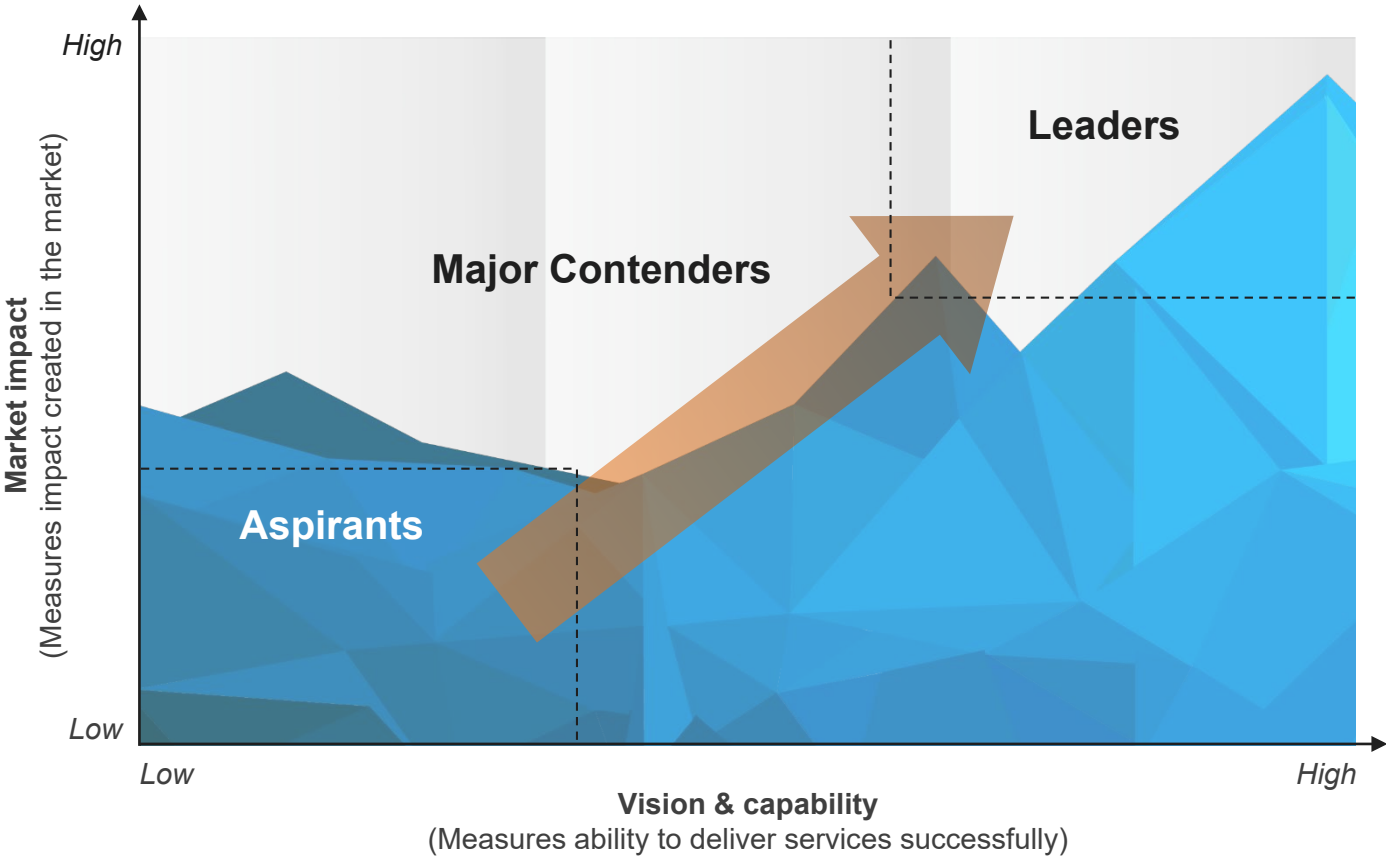 High
Market impact
(Measures impact created in the market)
Leaders
Major Contenders
Aspirants
Low
Low
High
Vision & capability
(Measures ability to deliver services successfully)